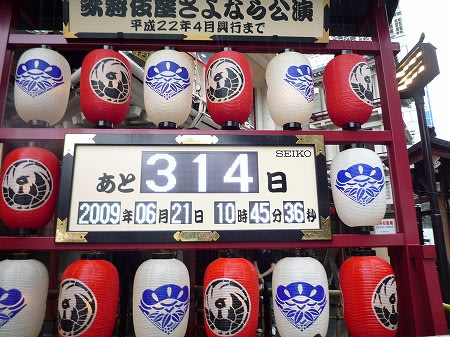 歌舞伎座さよなら公演
平成22年4月興行まで
SEIKO
あと 314 日
2009年 06月 21日 10時 45分 36秒